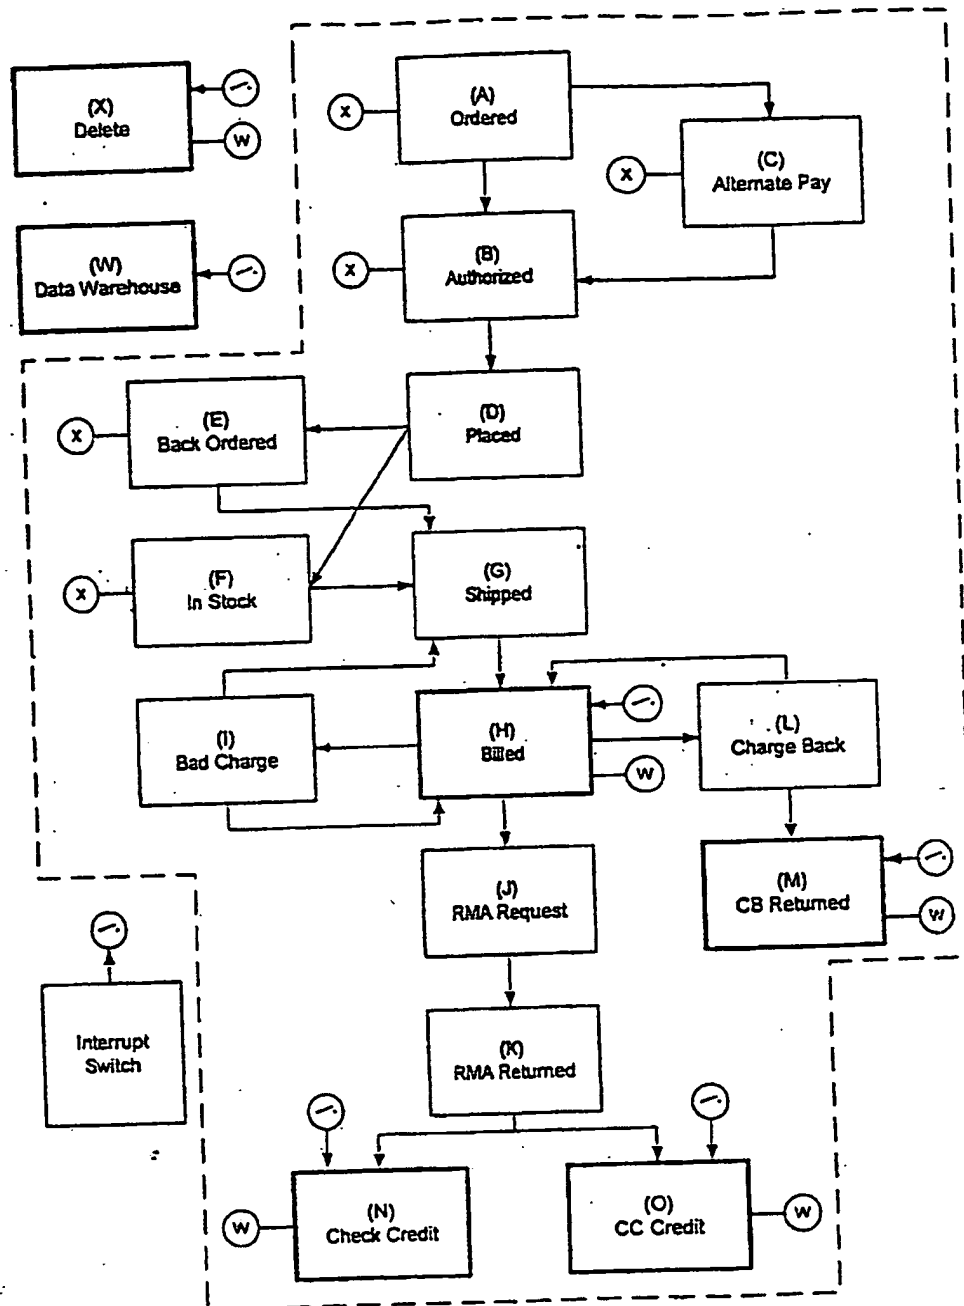 (X)
Delete
W
(W)
Data Warehouse
X
(A)
Ordered
X
(C)
Alternate Pay
X
(B)
Authorized
X
(E)
Back Ordered
(D)
Placed
X
(F)
In Stock
(G)
Shipped
(I)
Bad Charge
(H)
Billed
W
(L)
Charge Back
(J)
RMA Request
(M)
CB Returned
W
Interrupt
Switch
(K)
RMA Returned
W
(N)
Check Credit
(O)
CC Credit
W